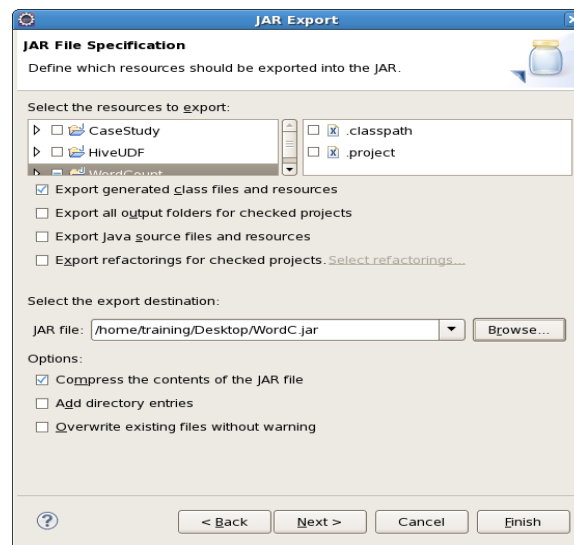 JAR Export
JAR File Specification
Define which resources should be exported into the JAR.
Select the resources to export:
CaseStudy
HiveUDF
WordCount
.classpath
.project
Export generated class files and resources
Export all output folders for checked projects
Export Java source files and resources
Export refactorings for checked projects. Select refactorings...
Select the export destination:
JAR file: /home/training/Desktop/WordC.jar Browse...
Options:
Compress the contents of the JAR file
Add directory entries
Overwrite existing files without warning
? < Back Next > Cancel Finish